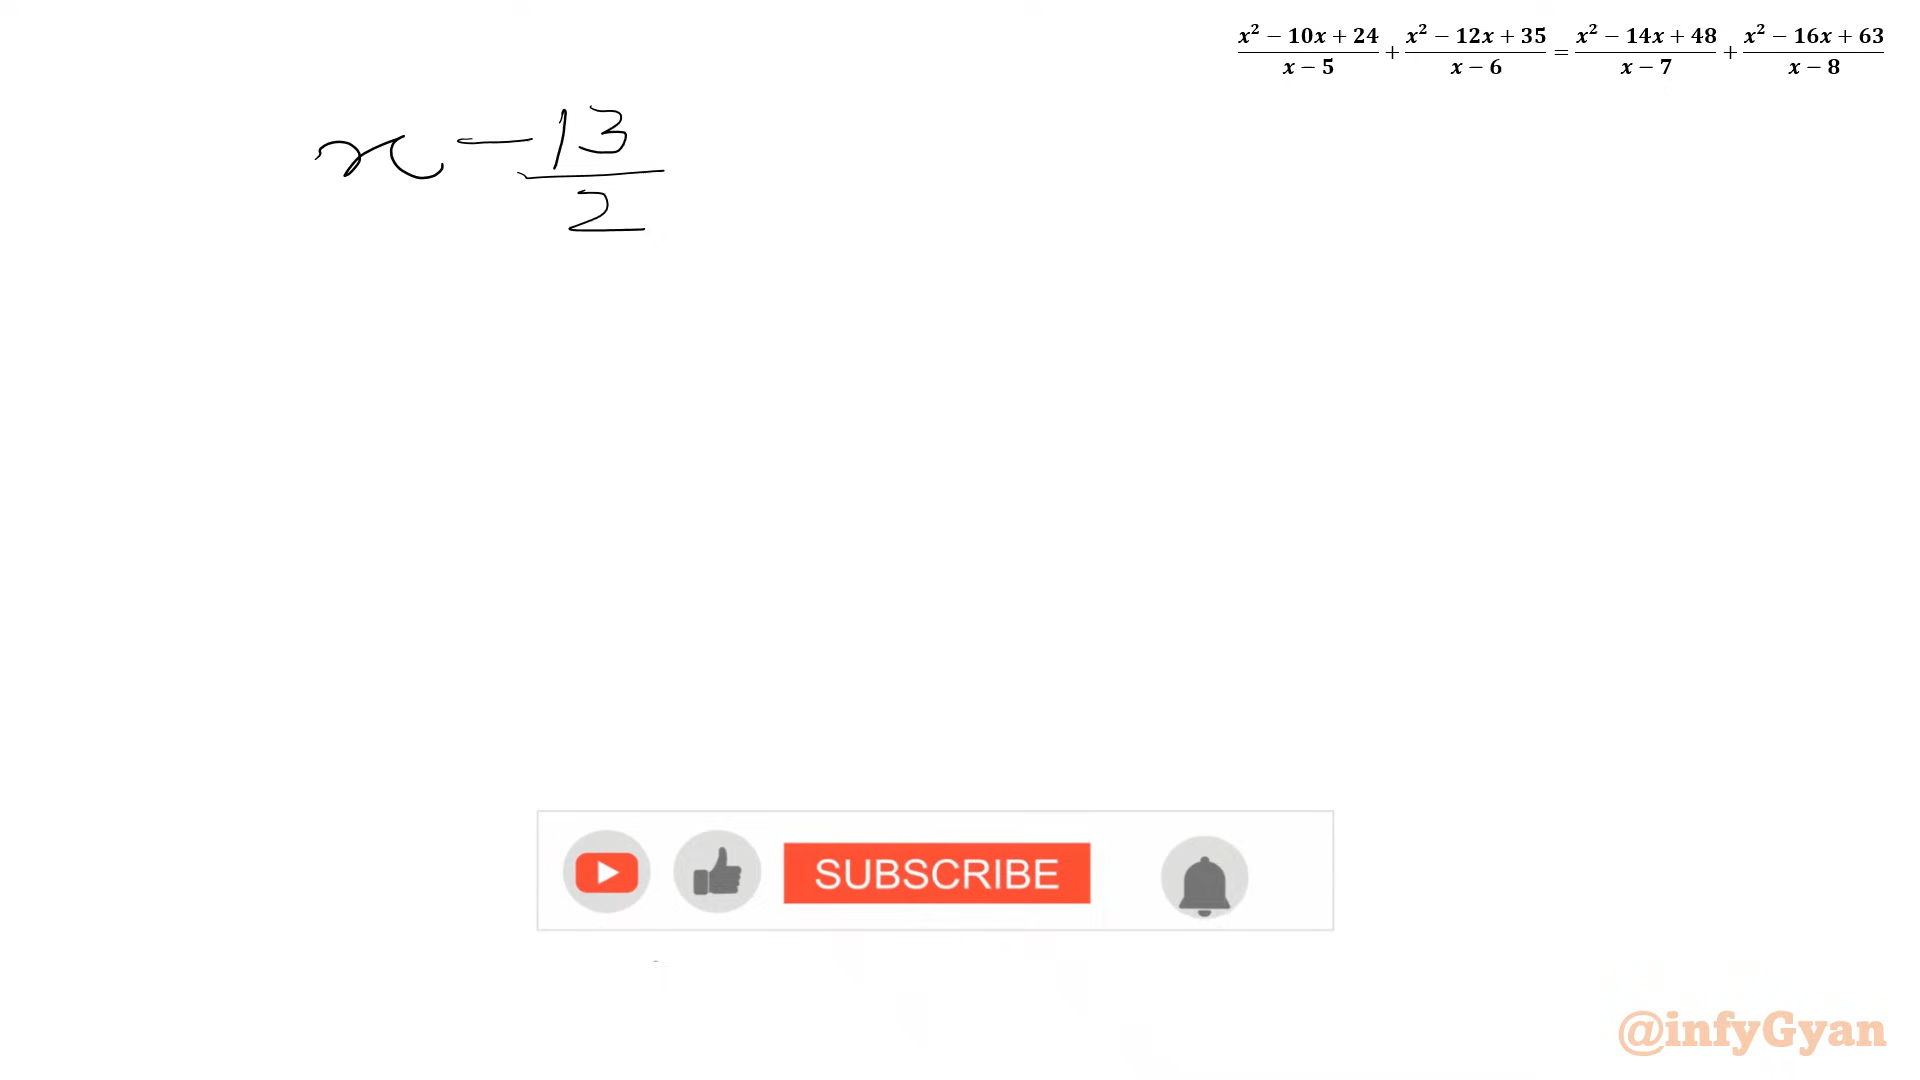 (x² − 10x + 24)/(x − 5) + (x² − 12x + 35)/(x − 6) = (x² − 14x + 48)/(x − 7) + (x² − 16x + 63)/(x − 8)
x − 13/2
SUBSCRIBE
@infyGyan